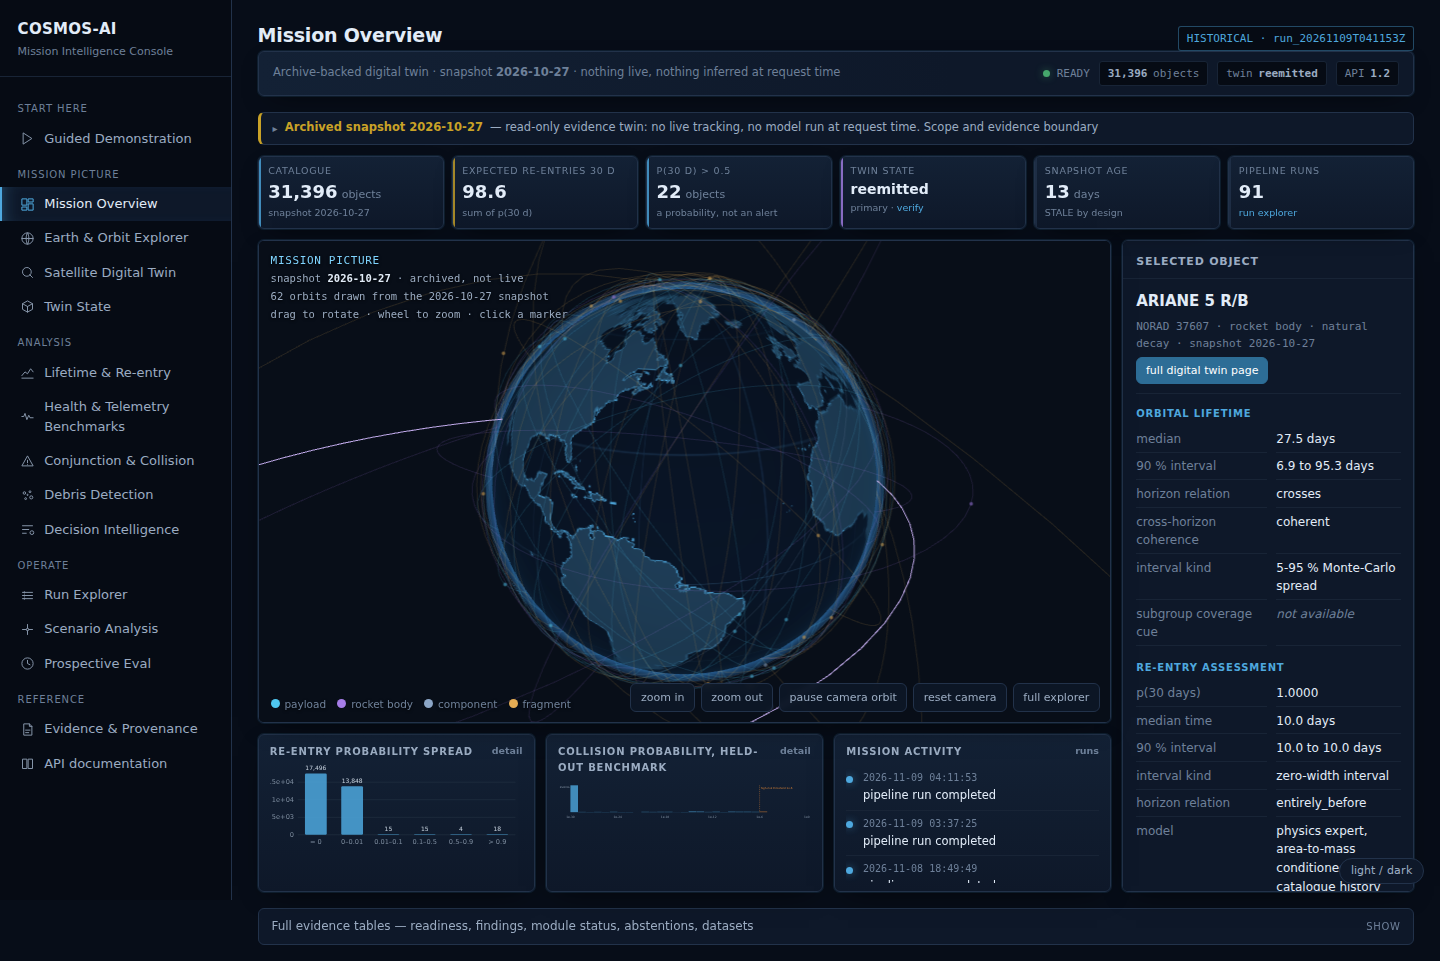 COSMOS-AI
Mission Intelligence Console
START HERE
Guided Demonstration
MISSION PICTURE
Mission Overview
Earth & Orbit Explorer
Satellite Digital Twin
Twin State
ANALYSIS
Lifetime & Re-entry
Health & Telemetry
Benchmarks
Conjunction & Collision
Debris Detection
Decision Intelligence
OPERATE
Run Explorer
Scenario Analysis
Prospective Eval
REFERENCE
Evidence & Provenance
API documentation
Mission Overview
HISTORICAL · run_20261109T041153Z
Archive-backed digital twin · snapshot 2026-10-27 · nothing live, nothing inferred at request time
READY
31,396 objects
twin reemitted
API 1.2
▸ Archived snapshot 2026-10-27 — read-only evidence twin: no live tracking, no model run at request time. Scope and evidence boundary
CATALOGUE
31,396 objects
snapshot 2026-10-27
EXPECTED RE-ENTRIES 30 D
98.6
sum of p(30 d)
P(30 D) > 0.5
22 objects
a probability, not an alert
TWIN STATE
reemitted
primary · verify
SNAPSHOT AGE
13 days
STALE by design
PIPELINE RUNS
91
run explorer
MISSION PICTURE
snapshot 2026-10-27 · archived, not live
62 orbits drawn from the 2026-10-27 snapshot
drag to rotate · wheel to zoom · click a marker
payload
rocket body
component
fragment
zoom in
zoom out
pause camera orbit
reset camera
full explorer
SELECTED OBJECT
ARIANE 5 R/B
NORAD 37607 · rocket body · natural
decay · snapshot 2026-10-27
full digital twin page
ORBITAL LIFETIME
median 27.5 days
90 % interval 6.9 to 95.3 days
horizon relation crosses
cross-horizon coherent
coherence
interval kind 5-95 % Monte-Carlo
spread
subgroup coverage not available
cue
RE-ENTRY ASSESSMENT
p(30 days) 1.0000
median time 10.0 days
90 % interval 10.0 to 10.0 days
interval kind zero-width interval
horizon relation entirely_before
model physics expert,
area-to-mass
conditione
catalogue history
light / dark
RE-ENTRY PROBABILITY SPREAD
detail
17,496
13,848
15
15
4
18
.5e+04
1e+04
5e+03
0
= 0
0–0.01
0.01–0.1
0.1–0.5
0.5–0.9
> 0.9
COLLISION PROBABILITY, HELD-
OUT BENCHMARK
detail
MISSION ACTIVITY
runs
2026-11-09 04:11:53
pipeline run completed
2026-11-09 03:37:25
pipeline run completed
2026-11-08 18:49:49
pipeline run completed
Full evidence tables — readiness, findings, module status, abstentions, datasets
SHOW